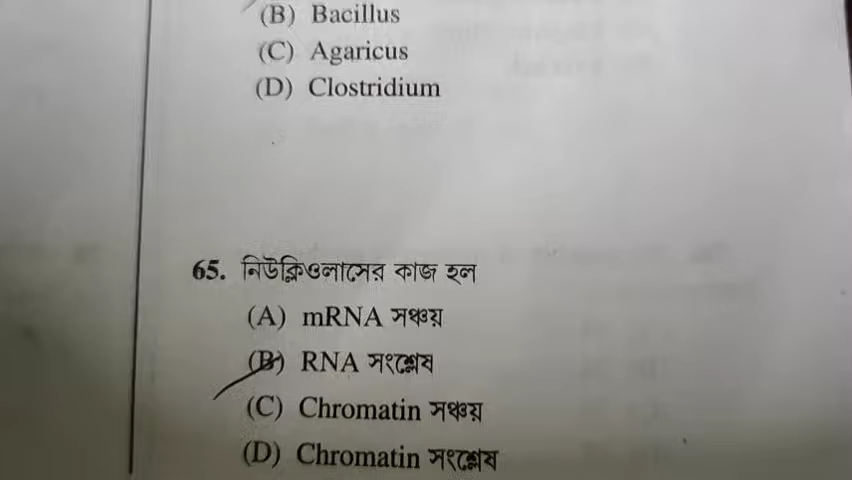 (B) Bacillus
(C) Agaricus
(D) Clostridium
65. নিউক্লিওলাসের কাজ হল
(A) mRNA সঞ্চয়
(B) RNA সংশ্লেষ
(C) Chromatin সঞ্চয়
(D) Chromatin সংশ্লেষ